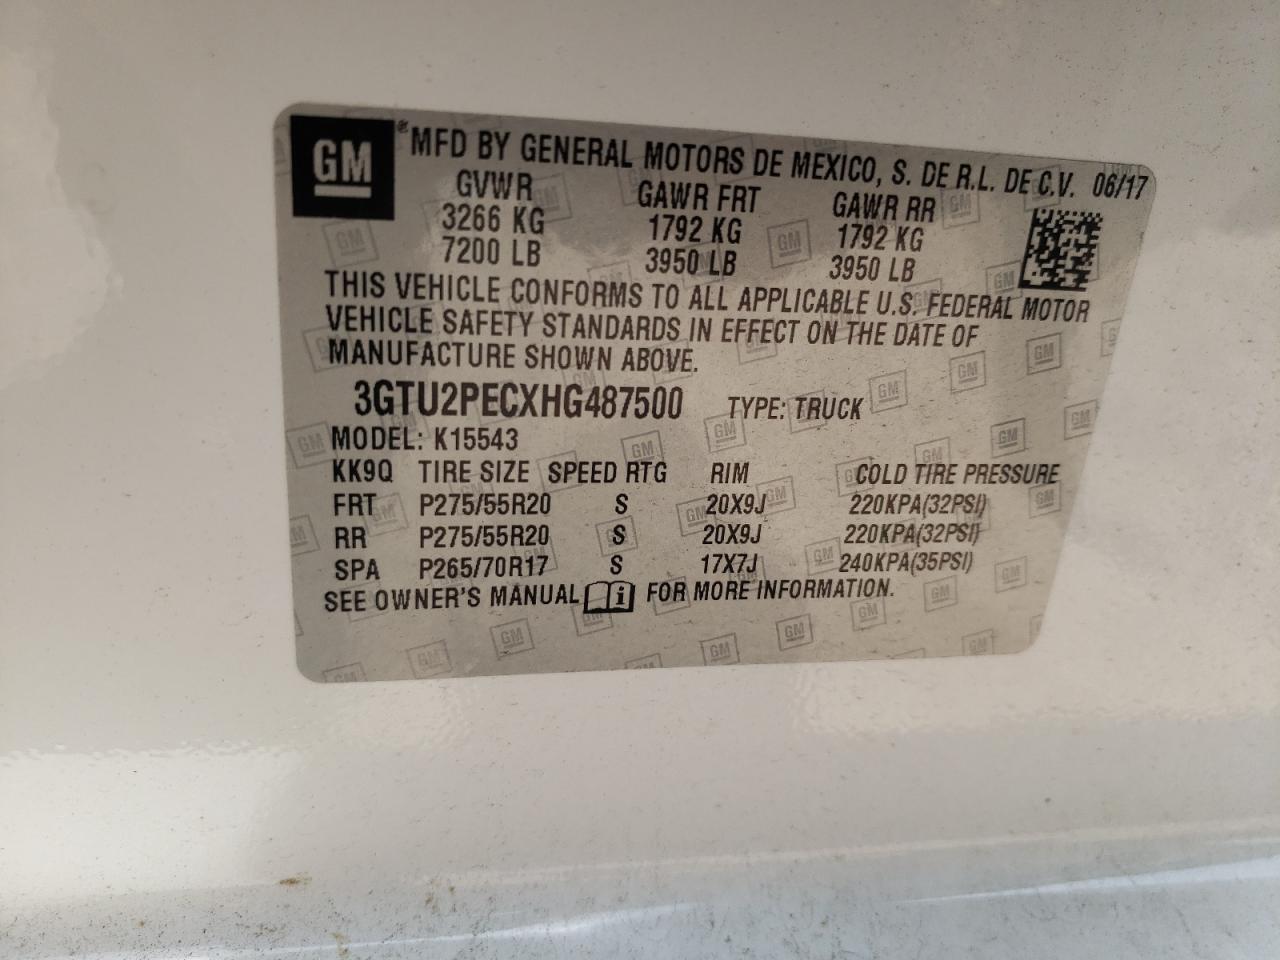 GM ® MFD BY GENERAL MOTORS DE MEXICO, S. DE R.L. DE C.V. 06/17
GVWR GAWR FRT GAWR RR
3266 KG 1792 KG 1792 KG
7200 LB 3950 LB 3950 LB
THIS VEHICLE CONFORMS TO ALL APPLICABLE U.S. FEDERAL MOTOR
VEHICLE SAFETY STANDARDS IN EFFECT ON THE DATE OF
MANUFACTURE SHOWN ABOVE.
3GTU2PECXHG487500 TYPE: TRUCK
MODEL: K15543
KK9Q TIRE SIZE SPEED RTG RIM COLD TIRE PRESSURE
FRT P275/55R20 S 20X9J 220KPA(32PSI)
RR P275/55R20 S 20X9J 220KPA(32PSI)
SPA P265/70R17 S 17X7J 240KPA(35PSI)
SEE OWNER'S MANUAL i FOR MORE INFORMATION.